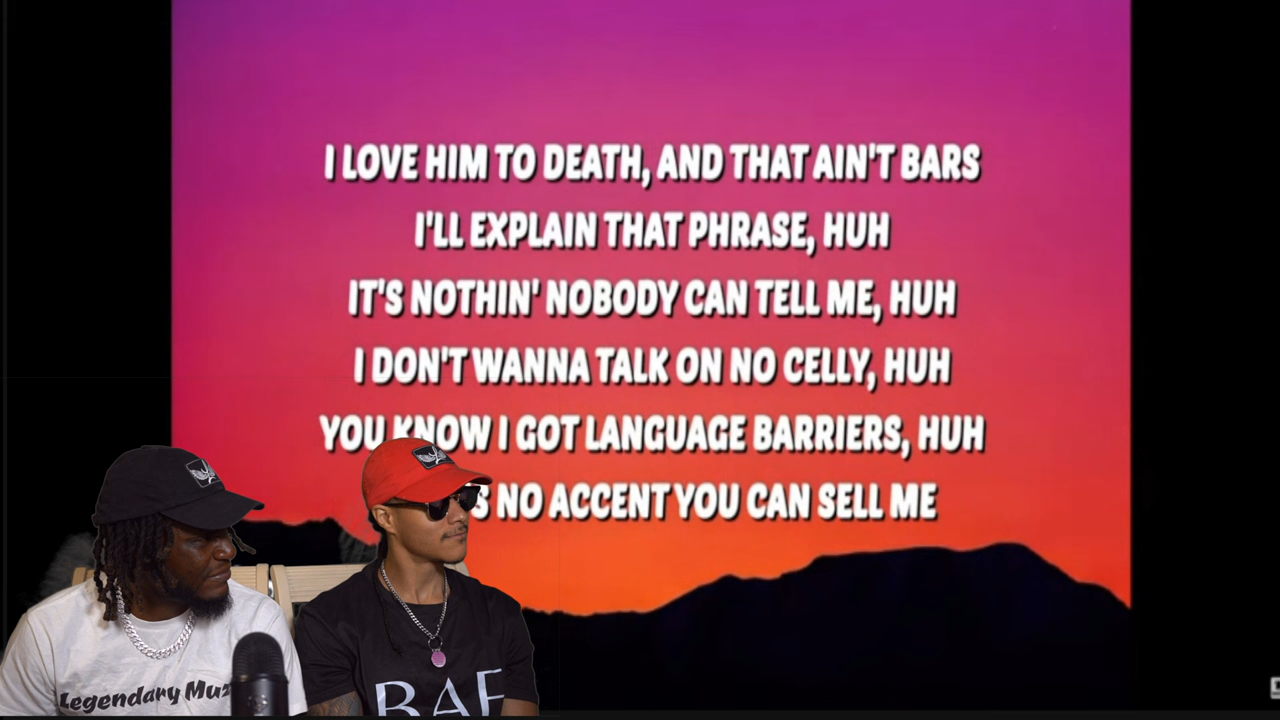 I LOVE HIM TO DEATH, AND THAT AIN'T BARS
I'LL EXPLAIN THAT PHRASE, HUH
IT'S NOTHIN' NOBODY CAN TELL ME, HUH
I DON'T WANNA TALK ON NO CELLY, HUH
YOU KNOW I GOT LANGUAGE BARRIERS, HUH
NO ACCENT YOU CAN SELL ME
Legendary Muz
BAE